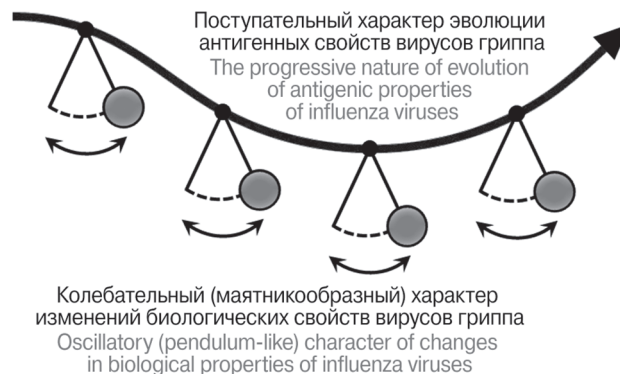 Поступательный характер эволюции
антигенных свойств вирусов гриппа
The progressive nature of evolution
of antigenic properties
of influenza viruses
Колебательный (маятникообразный) характер
изменений биологических свойств вирусов гриппа
Oscillatory (pendulum-like) character of changes
in biological properties of influenza viruses